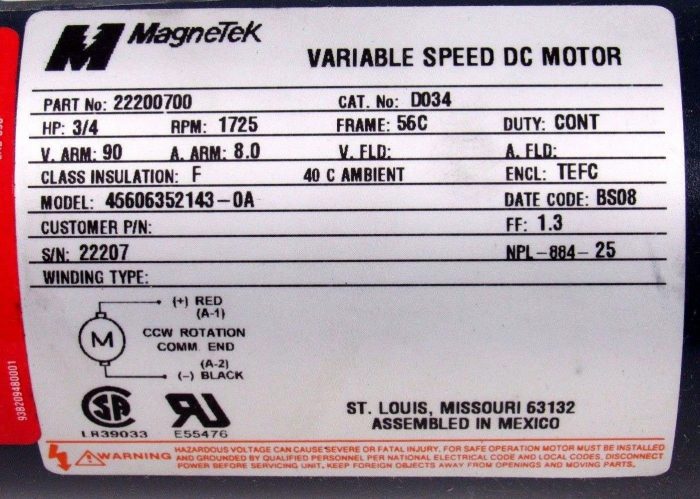 MagneTek
VARIABLE SPEED DC MOTOR
PART No: 22200700 CAT. No: D034
HP: 3/4 RPM: 1725 FRAME: 56C DUTY: CONT
V. ARM: 90 A. ARM: 8.0 V. FLD: A. FLD:
CLASS INSULATION: F 40 C AMBIENT ENCL: TEFC
MODEL: 45606352143-0A DATE CODE: BS08
CUSTOMER P/N: FF: 1.3
S/N: 22207 NPL-884-25
WINDING TYPE:
(+) RED
(A-1)
M
CCW ROTATION
COMM. END
(A-2)
(-) BLACK
SA
LR39033
RU
E55476
ST. LOUIS, MISSOURI 63132
ASSEMBLED IN MEXICO
938209480001
WARNING
HAZARDOUS VOLTAGE CAN CAUSE SEVERE OR FATAL INJURY. FOR SAFE OPERATION MOTOR MUST BE INSTALLED
AND GROUNDED BY QUALIFIED PERSONNEL PER NATIONAL ELECTRICAL CODE AND LOCAL CODES. DISCONNECT
POWER BEFORE SERVICING UNIT. KEEP FOREIGN OBJECTS AWAY FROM OPENINGS AND MOVING PARTS.